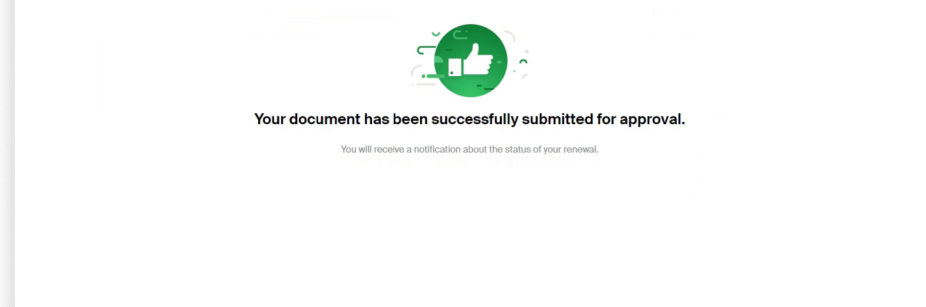 Your document has been successfully submitted for approval.
You will receive a notification about the status of your renewal.